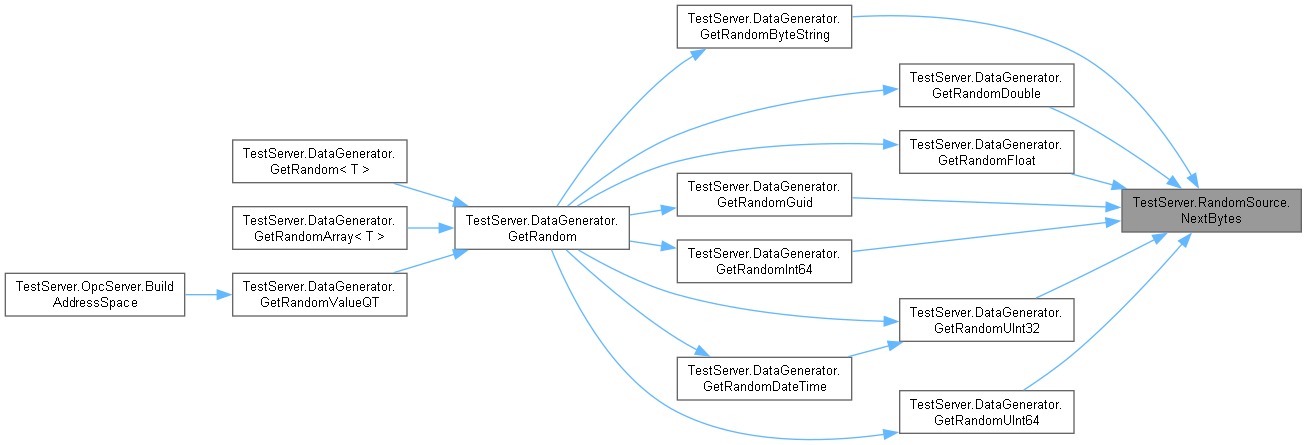 TestServer.DataGenerator.
GetRandomByteString
TestServer.DataGenerator.
GetRandomDouble
TestServer.DataGenerator.
GetRandomFloat
TestServer.DataGenerator.
GetRandom< T >
TestServer.DataGenerator.
GetRandomGuid
TestServer.RandomSource.
NextBytes
TestServer.DataGenerator.
GetRandomArray< T >
TestServer.DataGenerator.
GetRandom
TestServer.DataGenerator.
GetRandomInt64
TestServer.OpcServer.Build
AddressSpace
TestServer.DataGenerator.
GetRandomValueQT
TestServer.DataGenerator.
GetRandomUInt32
TestServer.DataGenerator.
GetRandomDateTime
TestServer.DataGenerator.
GetRandomUInt64